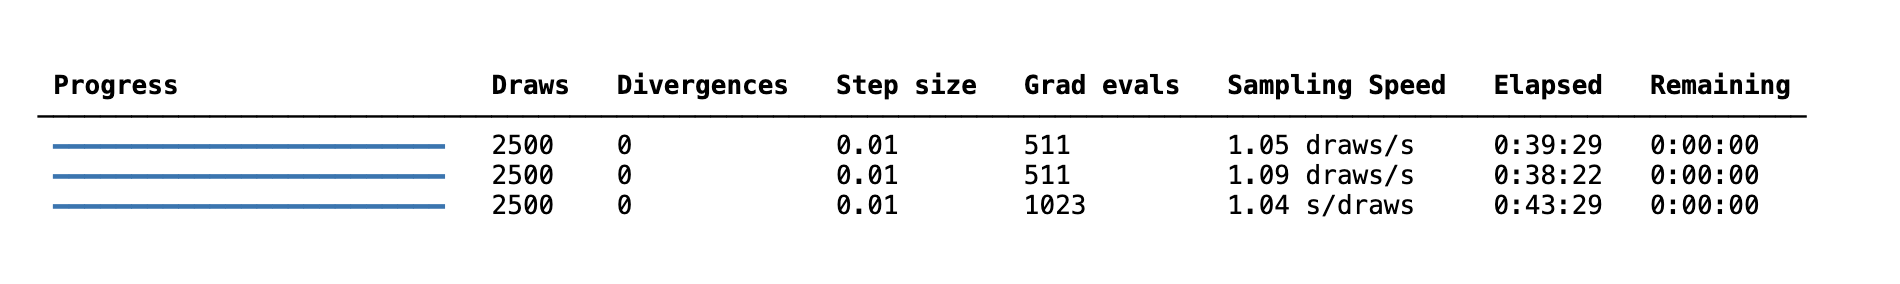 Progress Draws Divergences Step size Grad evals Sampling Speed Elapsed Remaining
2500 0 0.01 511 1.05 draws/s 0:39:29 0:00:00
2500 0 0.01 511 1.09 draws/s 0:38:22 0:00:00
2500 0 0.01 1023 1.04 s/draws 0:43:29 0:00:00